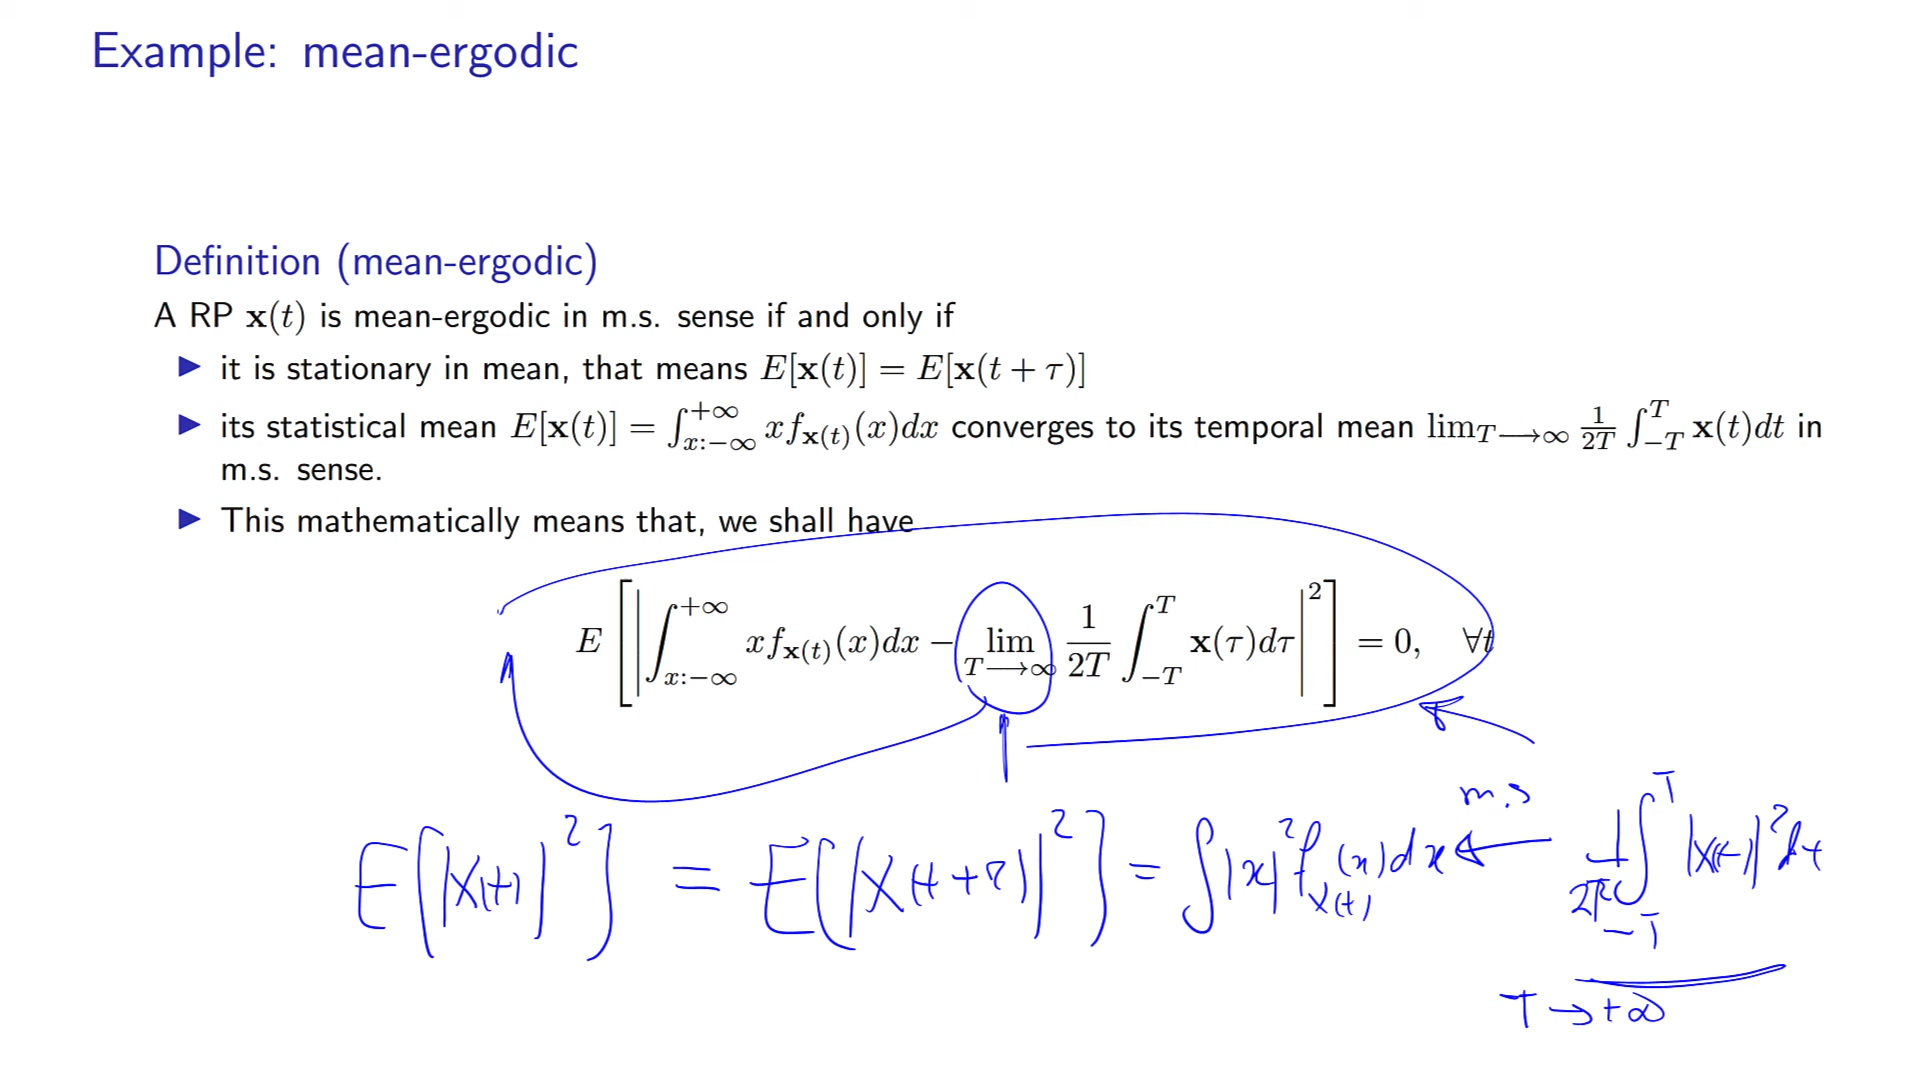 Example: mean-ergodic
Definition (mean-ergodic)
A RP x(t) is mean-ergodic in m.s. sense if and only if
▶ it is stationary in mean, that means E[x(t)] = E[x(t + τ)]
▶ its statistical mean E[x(t)] = ∫_{x:−∞}^{+∞} x f_{x(t)}(x)dx converges to its temporal mean lim_{T⟶∞} 1/2T ∫_{−T}^{T} x(t)dt in
m.s. sense.
▶ This mathematically means that, we shall have
E[|∫_{x:−∞}^{+∞} x f_{x(t)}(x)dx − lim_{T⟶∞} 1/2T ∫_{−T}^{T} x(τ)dτ|²] = 0, ∀t
m.s
E[|X(t)|²] = E[|X(t+τ)|²] = ∫|x|² f_{X(t)}(x)dx ← 1/2T ∫_{−T}^{T} |X(t)|² dt
T → +∞